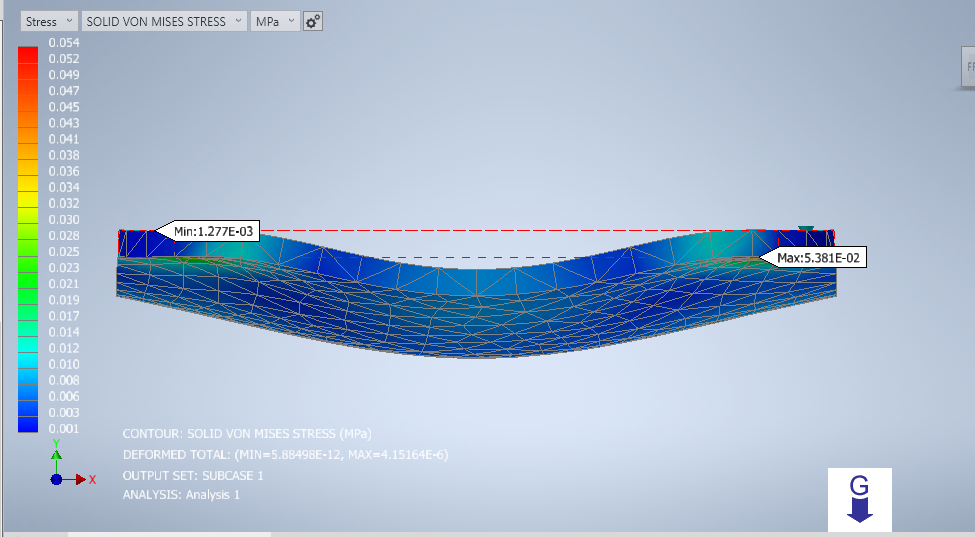 Stress SOLID VON MISES STRESS MPa
0.054
0.052
0.049
0.047
0.045
0.043
0.041
0.038
0.036
0.034
0.032
0.030
0.028
0.025
0.023
0.021
0.019
0.017
0.014
0.012
0.010
0.008
0.006
0.003
0.001
Min:1.277E-03
Max:5.381E-02
Y
X
CONTOUR: SOLID VON MISES STRESS (MPa)
DEFORMED TOTAL: (MIN=5.88498E-12, MAX=4.15164E-6)
OUTPUT SET: SUBCASE 1
ANALYSIS: Analysis 1
G